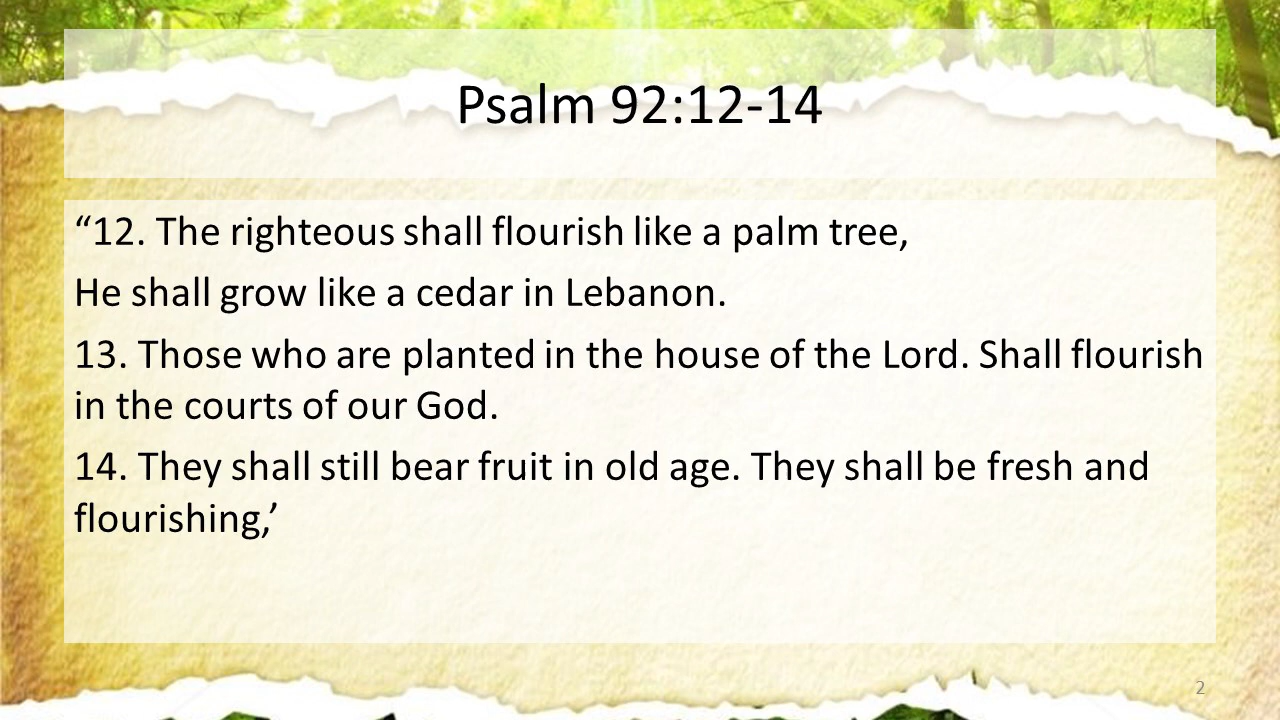 Psalm 92:12-14
“12. The righteous shall flourish like a palm tree,
He shall grow like a cedar in Lebanon.
13. Those who are planted in the house of the Lord. Shall flourish
in the courts of our God.
14. They shall still bear fruit in old age. They shall be fresh and
flourishing,’
2